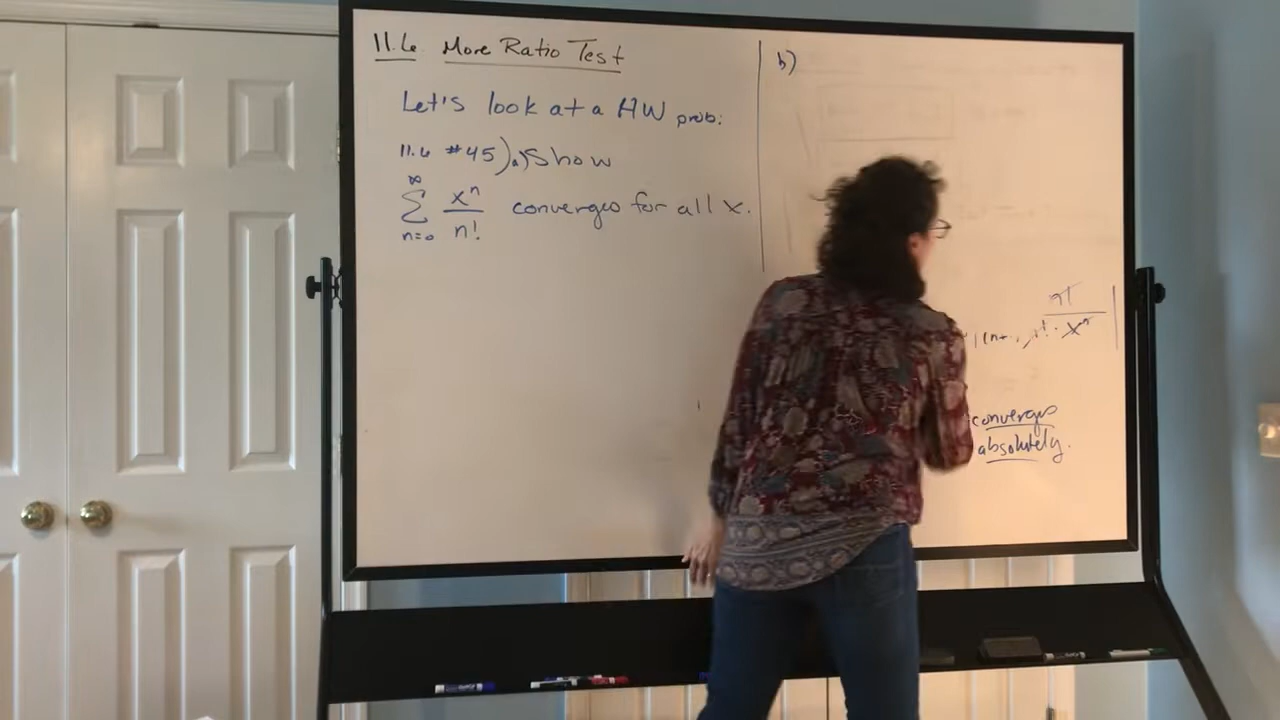 11.6 More Ratio Test
Let's look at a HW prob:
11.6 #45) a) Show
∞
∑ xⁿ/n! converges for all x.
n=0
b)
n!
n! · xⁿ
converges
absolutely.